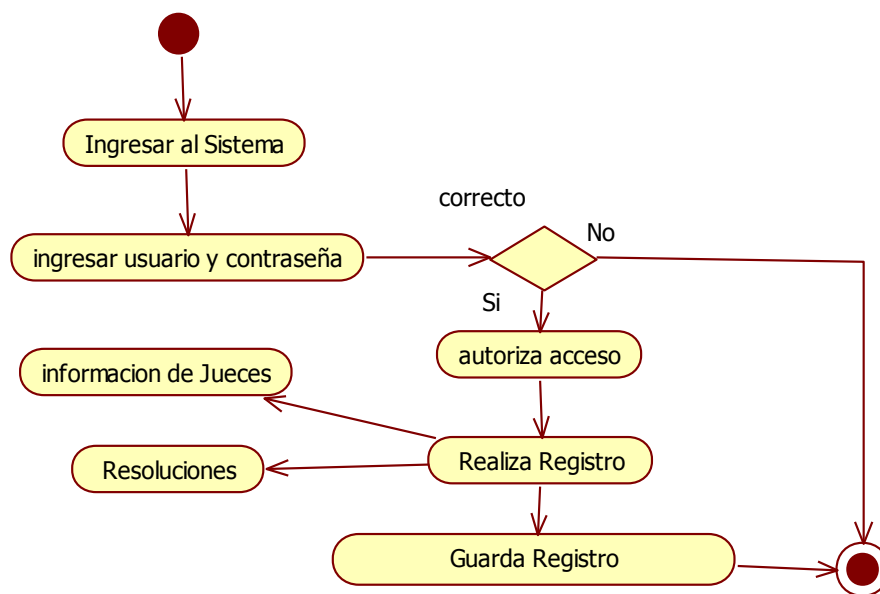 Ingresar al Sistema
correcto
No
ingresar usuario y contraseña
Si
autoriza acceso
informacion de Jueces
Realiza Registro
Resoluciones
Guarda Registro